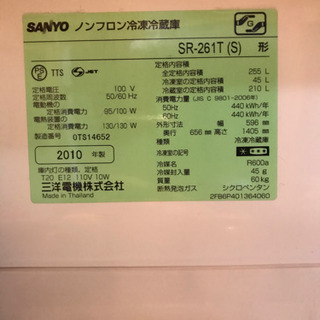 SANYO ノンフロン冷凍冷蔵庫
SR-261T (S) 形
PS E TTS JET
定格電圧 100 V
定格周波数 50/60 Hz
電動機の
定格消費電力 95/100 W
電熱装置の
定格消費電力 130/130 W
製造番号 0TS14652
2010 年製
庫内灯の種類、定格
T20 E12 110V 10W
三洋電機株式会社
Made in Thailand
定格内容積
全定格内容積 255 L
冷凍室定格内容積 45 L
冷蔵室定格内容積 210 L
消費電力量 (JIS C 9801-2006年)
50Hz 440 kWh/年
60Hz 440 kWh/年
外形寸法 幅 596 mm
奥行 656 mm 高さ 1405 mm
種類 冷凍冷蔵庫
冷凍室の記号
冷媒 R600a
冷媒封入量 45 g
質量 60 kg
断熱発泡ガス シクロペンタン
2FB6P401364060